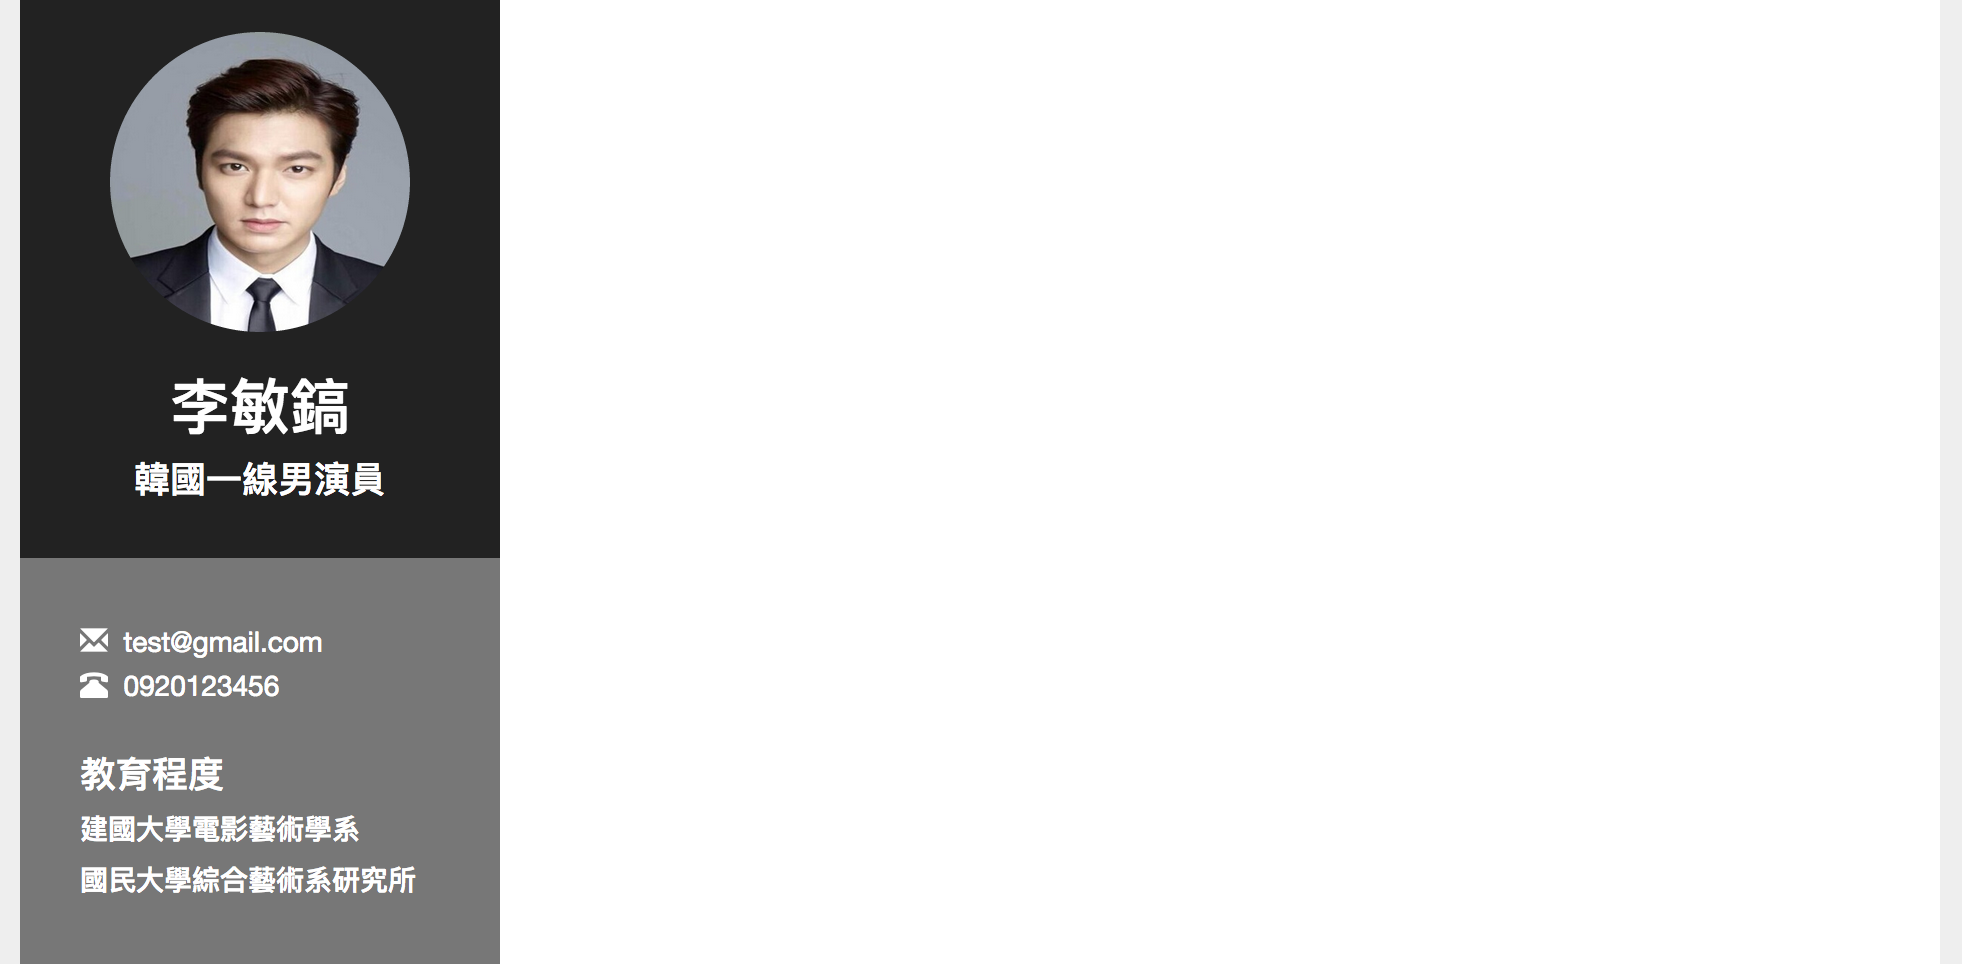 李敏鎬
韓國一線男演員
test@gmail.com
0920123456
教育程度
建國大學電影藝術學系
國民大學綜合藝術系研究所